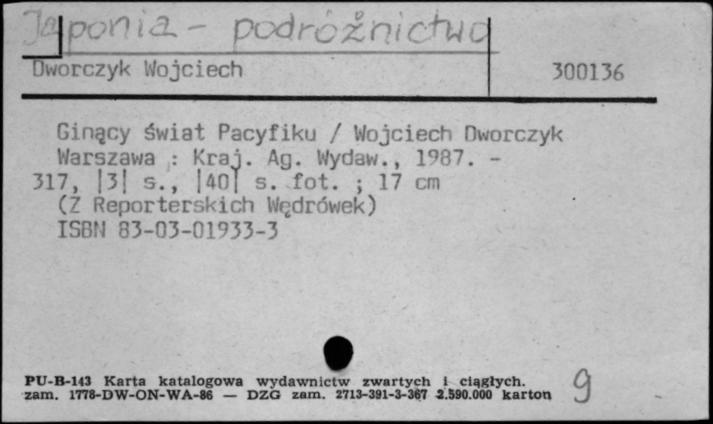 Japonia - podróżnictwo
Dworczyk Wojciech 300136
Ginący świat Pacyfiku / Wojciech Dworczyk
Warszawa : Kraj. Ag. Wydaw., 1987. -
317, |3| s., |40| s. fot. ; 17 cm
(Z Reporterskich Wędrówek)
ISBN 83-03-01933-3
PU-B-143 Karta katalogowa wydawnictw zwartych i ciągłych.
zam. 1778-DW-ON-WA-86 — DZG zam. 2713-391-3-367 2.590.000 karton
9